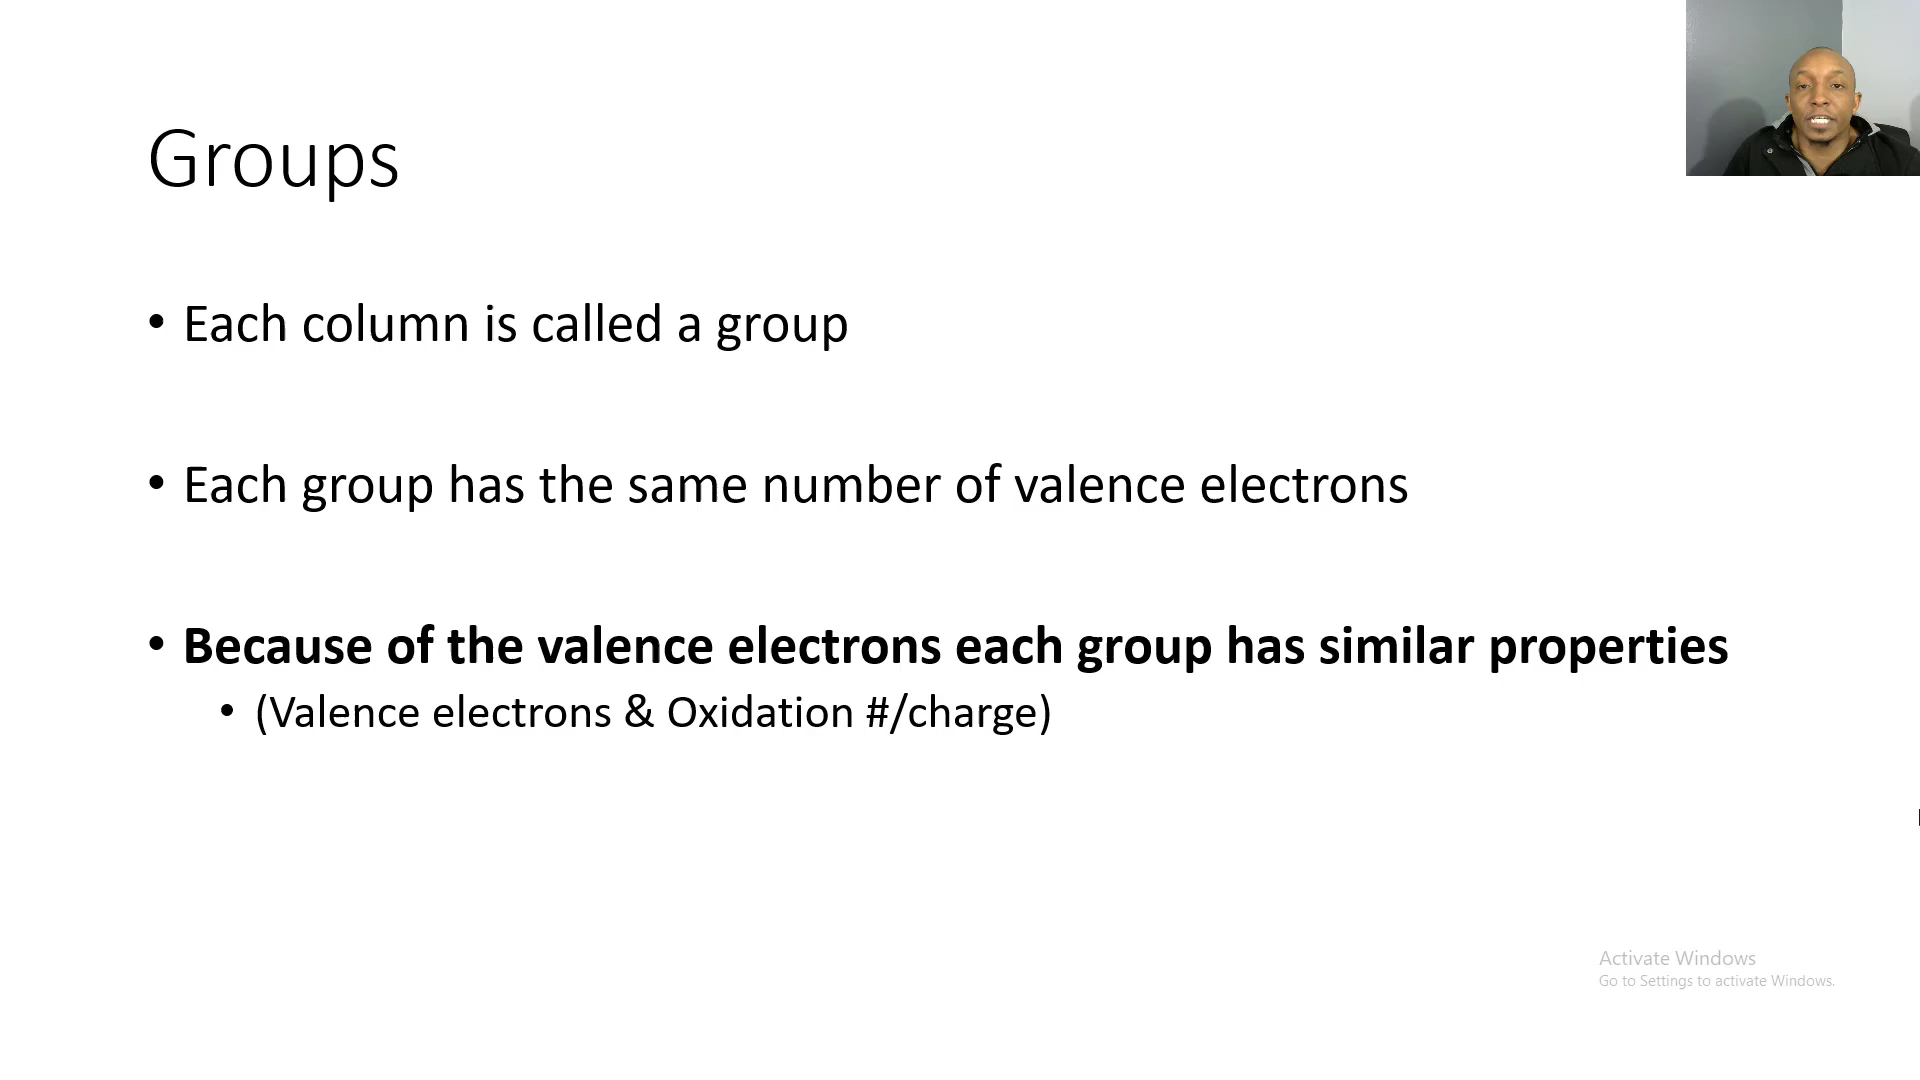 Groups
• Each column is called a group
• Each group has the same number of valence electrons
• Because of the valence electrons each group has similar properties
• (Valence electrons & Oxidation #/charge)
Activate Windows
Go to Settings to activate Windows.